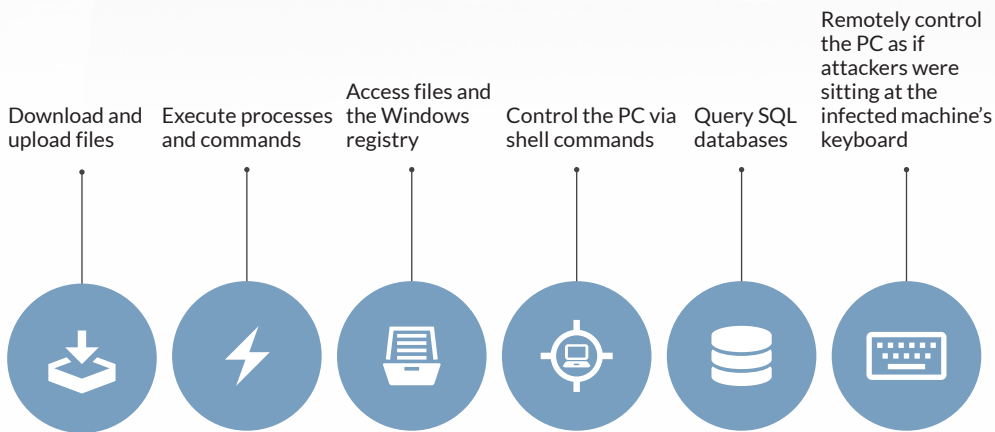 Download and
upload files
Execute processes
and commands
Access files and
the Windows
registry
Control the PC via
shell commands
Query SQL
databases
Remotely control
the PC as if
attackers were
sitting at the
infected machine’s
keyboard